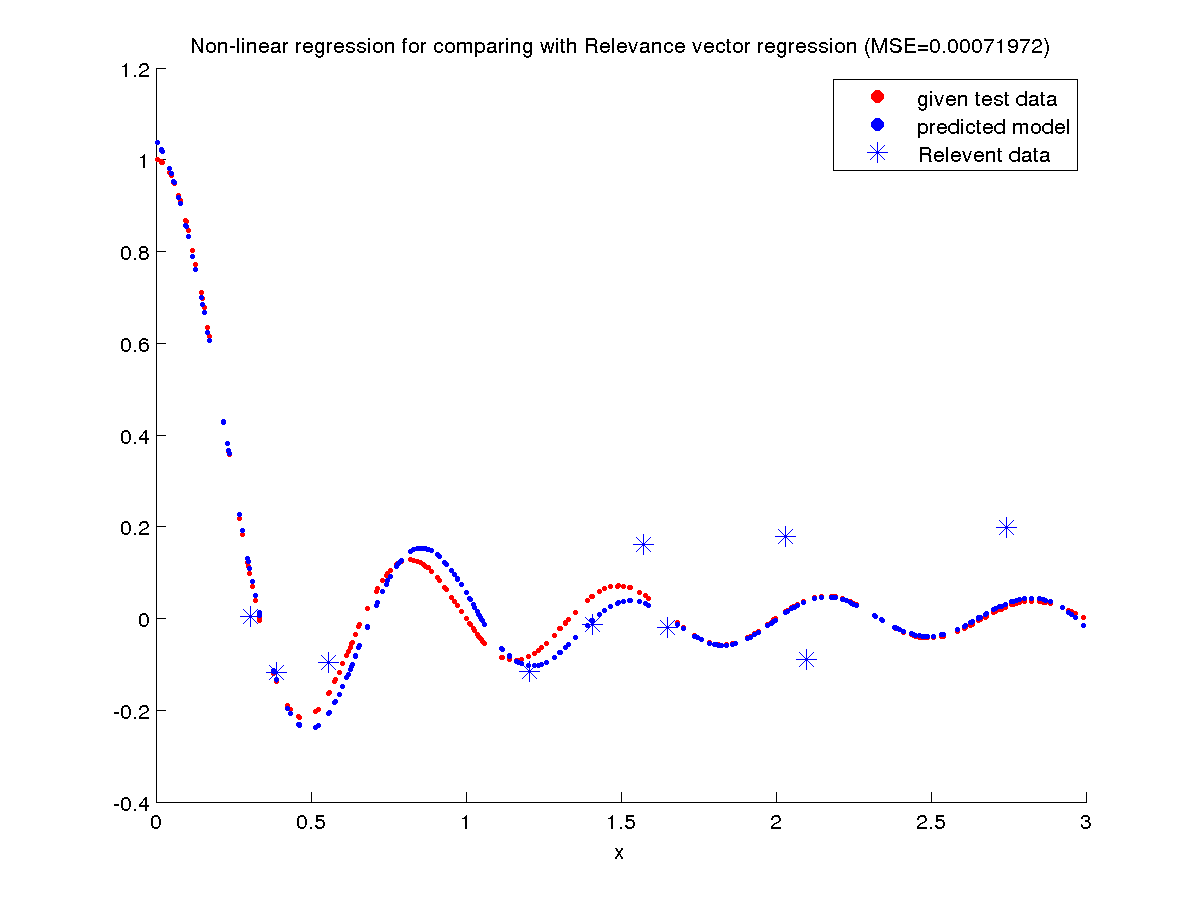 Non-linear regression for comparing with Relevance vector regression (MSE=0.00071972)
given test data
predicted model
Relevent data
1.2
1
0.8
0.6
0.4
0.2
0
-0.2
-0.4
0 0.5 1 1.5 2 2.5 3
x